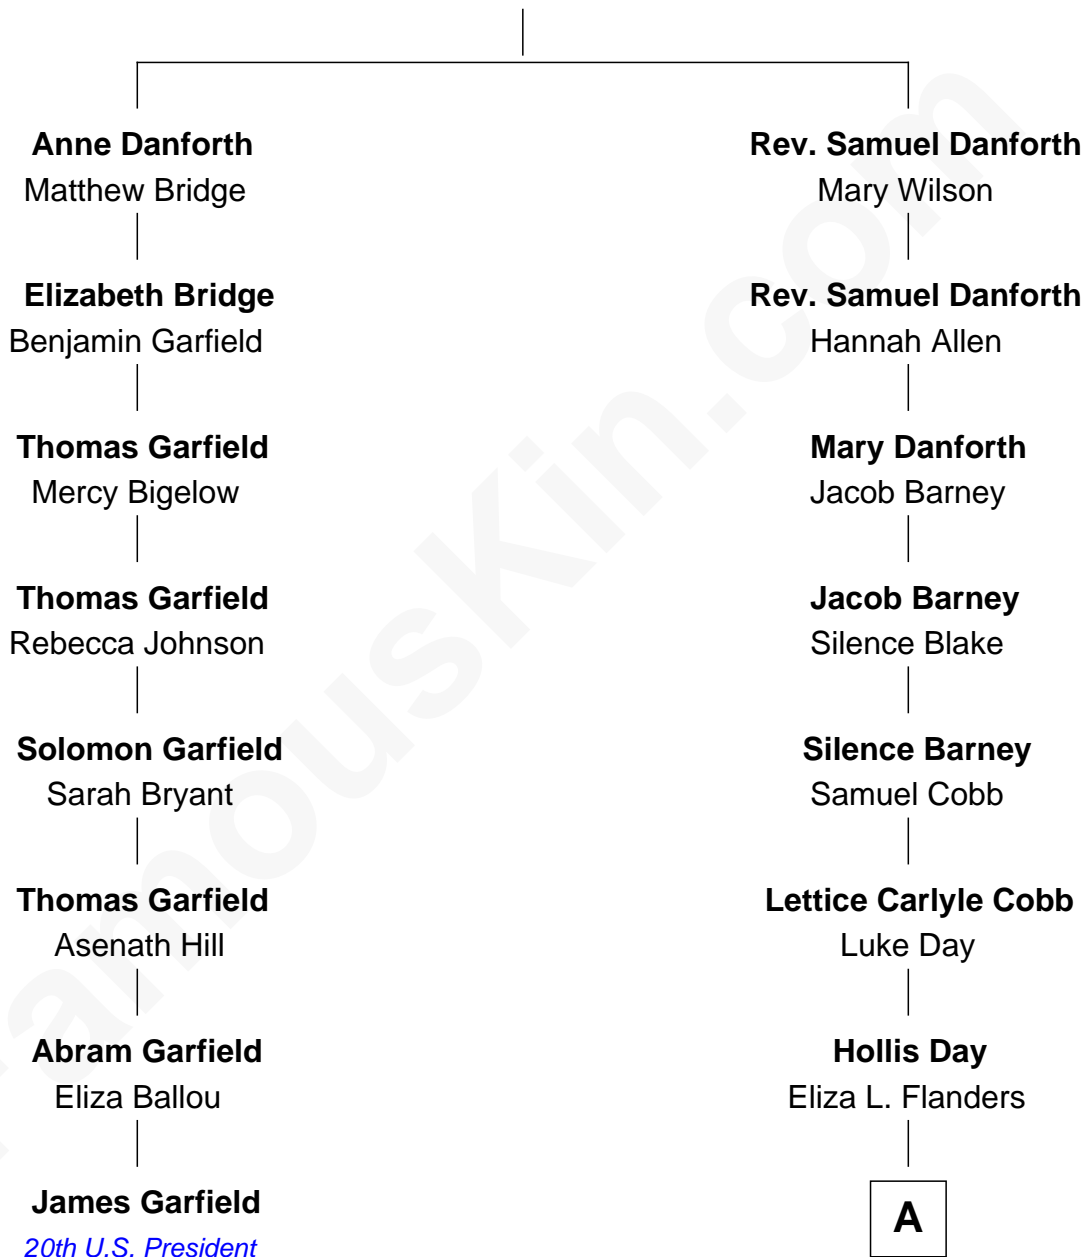 Anne Danforth
Matthew Bridge
Rev. Samuel Danforth
Mary Wilson
Elizabeth Bridge
Benjamin Garfield
Rev. Samuel Danforth
Hannah Allen
Thomas Garfield
Mercy Bigelow
Mary Danforth
Jacob Barney
Thomas Garfield
Rebecca Johnson
Jacob Barney
Silence Blake
Solomon Garfield
Sarah Bryant
Silence Barney
Samuel Cobb
Thomas Garfield
Asenath Hill
Lettice Carlyle Cobb
Luke Day
Abram Garfield
Eliza Ballou
Hollis Day
Eliza L. Flanders
James Garfield
20th U.S. President
A
FamousKin.com